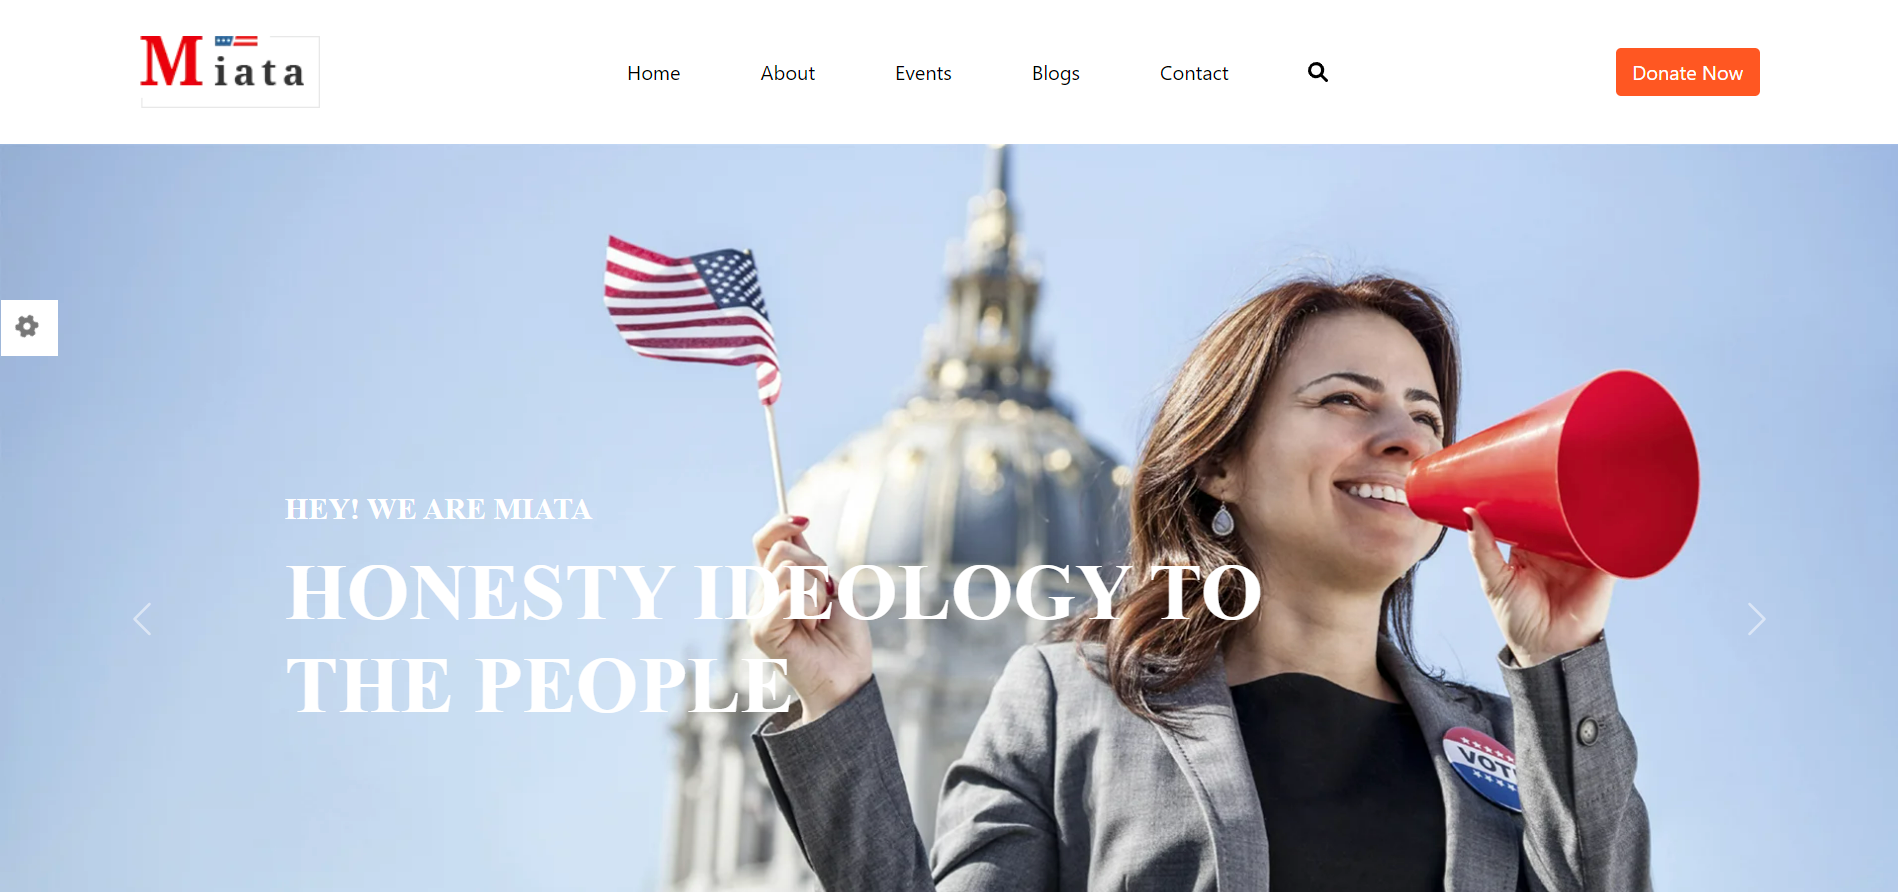 Miata
Home
About
Events
Blogs
Contact
Donate Now
HEY! WE ARE MIATA
HONESTY IDEOLOGY TO
THE PEOPLE
VOT